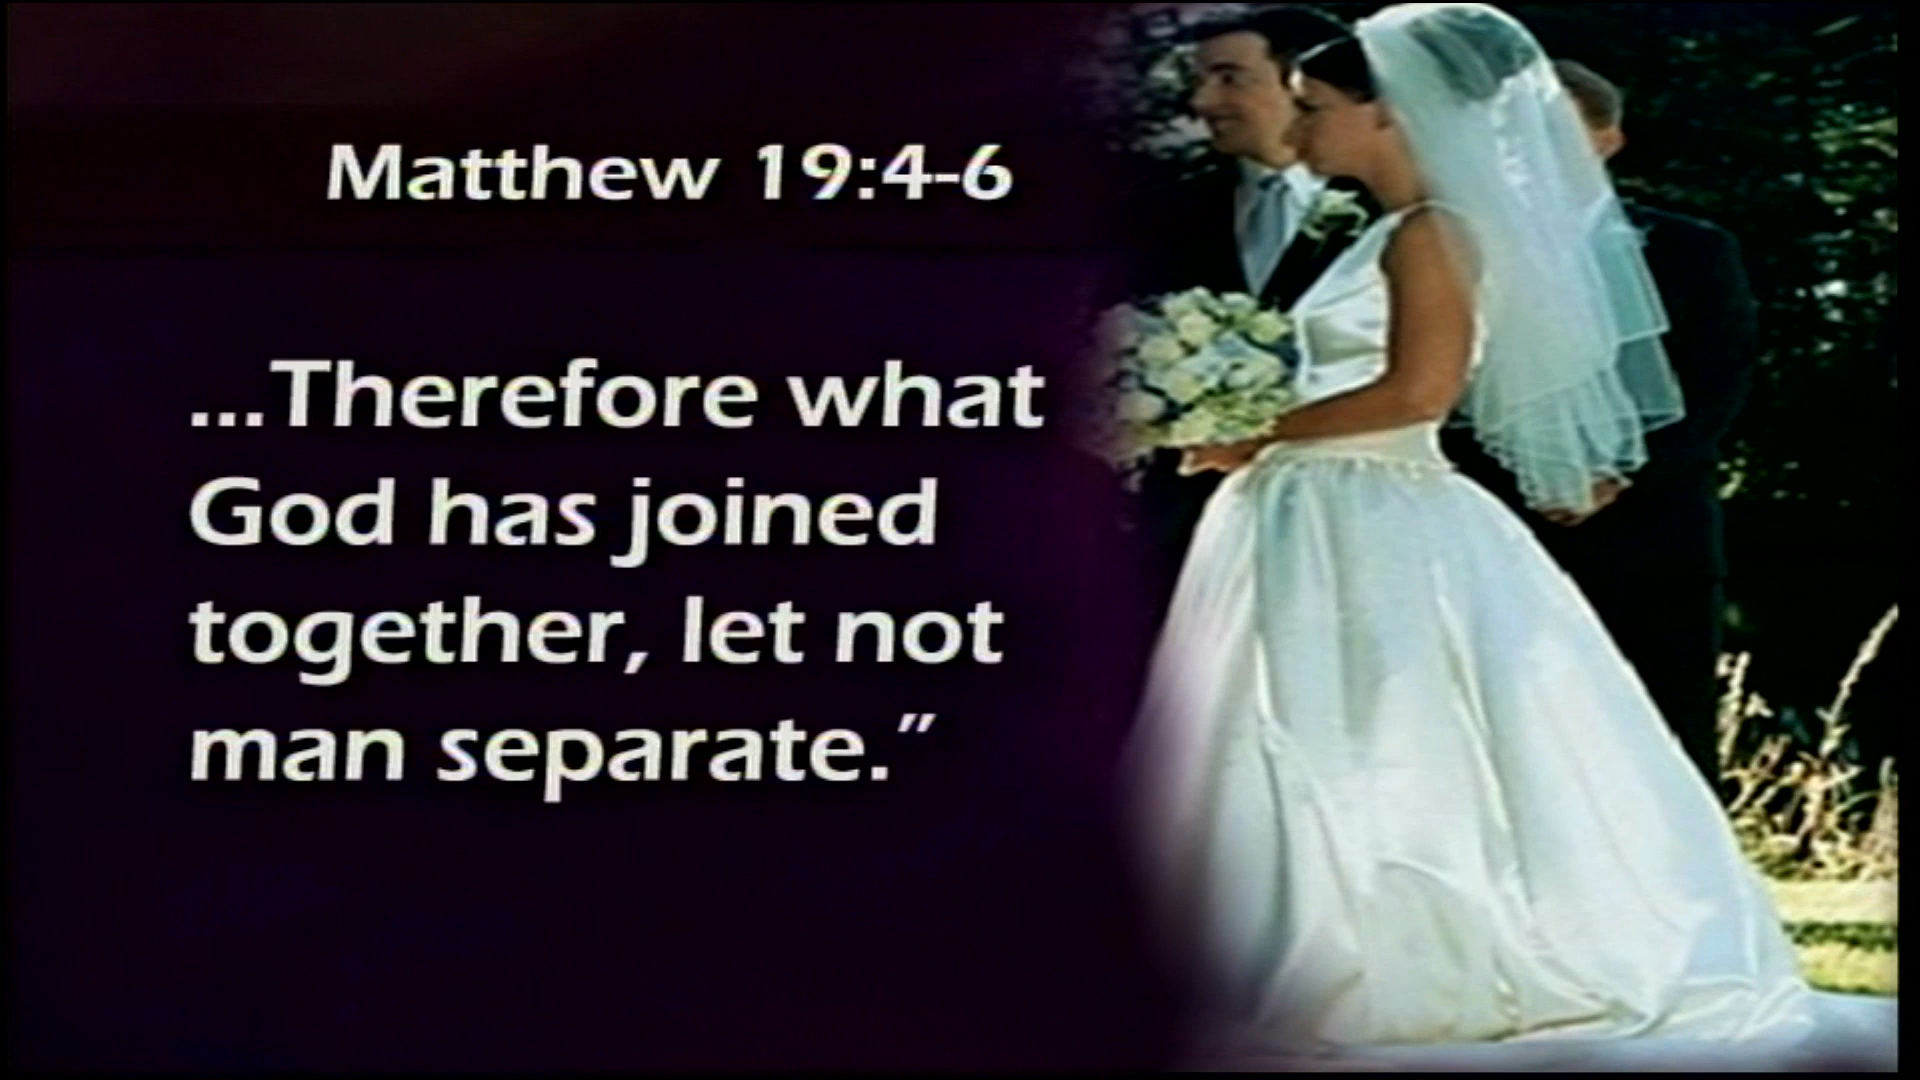 Matthew 19:4-6
...Therefore what
God has joined
together, let not
man separate.”